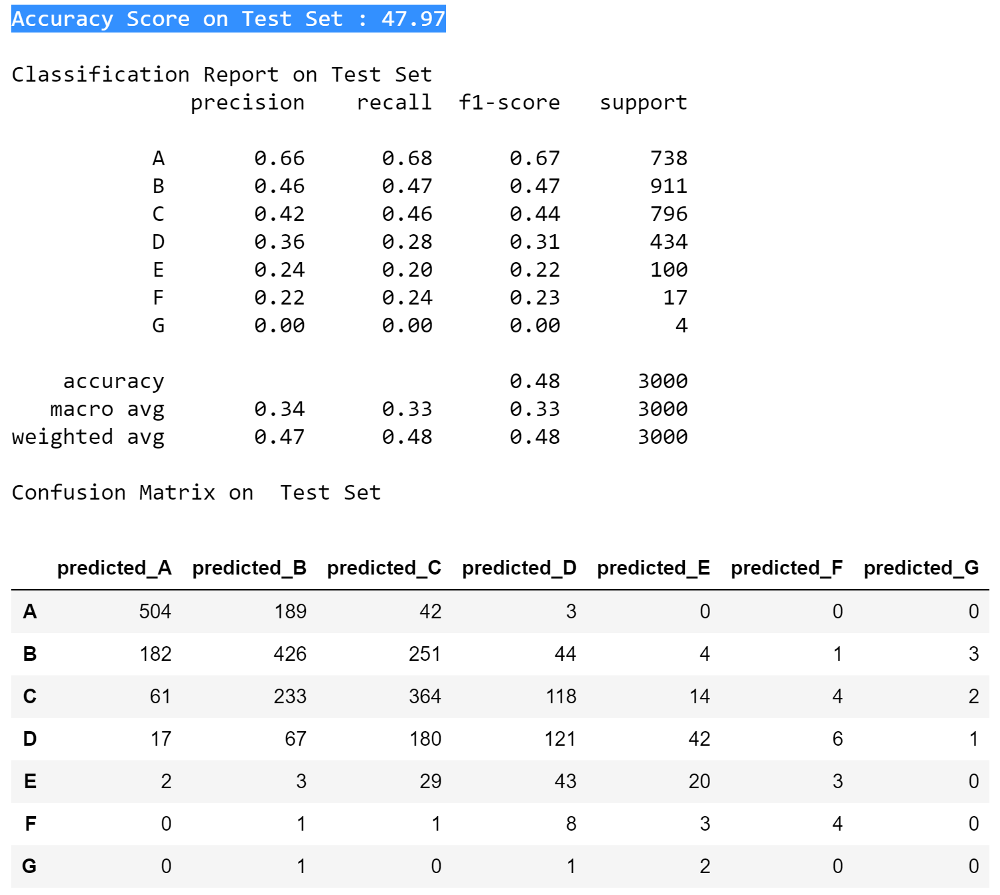 Accuracy Score on Test Set : 47.97
Classification Report on Test Set
precision recall f1-score support
A 0.66 0.68 0.67 738
B 0.46 0.47 0.47 911
C 0.42 0.46 0.44 796
D 0.36 0.28 0.31 434
E 0.24 0.20 0.22 100
F 0.22 0.24 0.23 17
G 0.00 0.00 0.00 4
accuracy 0.48 3000
macro avg 0.34 0.33 0.33 3000
weighted avg 0.47 0.48 0.48 3000
Confusion Matrix on  Test Set
predicted_A predicted_B predicted_C predicted_D predicted_E predicted_F predicted_G
A 504 189 42 3 0 0 0
B 182 426 251 44 4 1 3
C 61 233 364 118 14 4 2
D 17 67 180 121 42 6 1
E 2 3 29 43 20 3 0
F 0 1 1 8 3 4 0
G 0 1 0 1 2 0 0